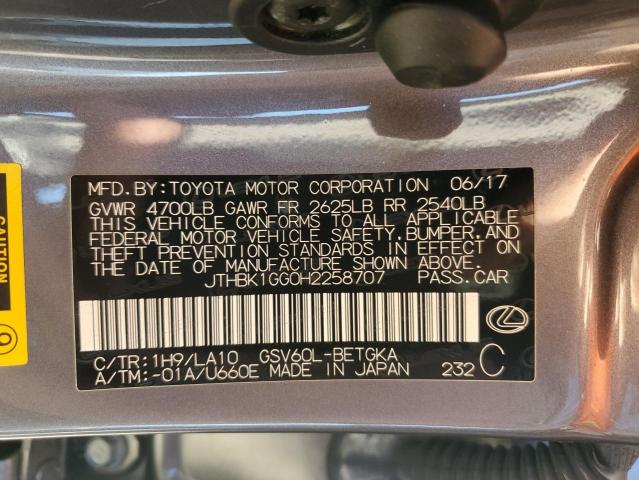 MFD. BY: TOYOTA MOTOR CORPORATION 06/17
GVWR 4700LB GAWR FR 2625LB RR 2540LB
THIS VEHICLE CONFORMS TO ALL APPLICABLE
FEDERAL MOTOR VEHICLE SAFETY, BUMPER, AND
THEFT PREVENTION STANDARDS IN EFFECT ON
THE DATE OF MANUFACTURE SHOWN ABOVE.
JTHBK1GG0H2258707 PASS. CAR
C/TR: 1H9/LA10 GSV60L-BETGKA
A/TM: -01A/U660E MADE IN JAPAN 232 C
CAUTION